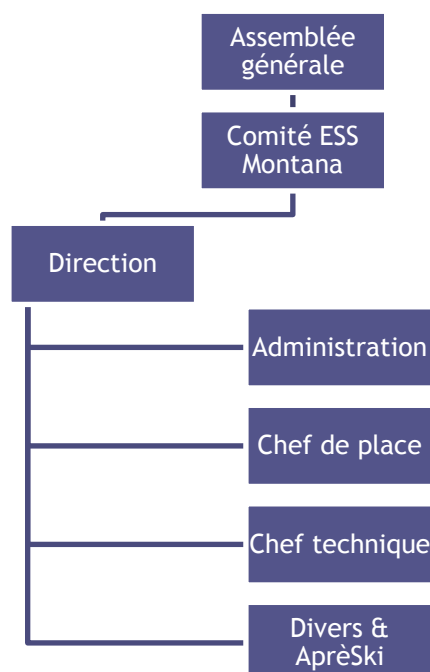 Assemblée
générale
Comité ESS
Montana
Direction
Administration
Chef de place
Chef technique
Divers &
AprèSki